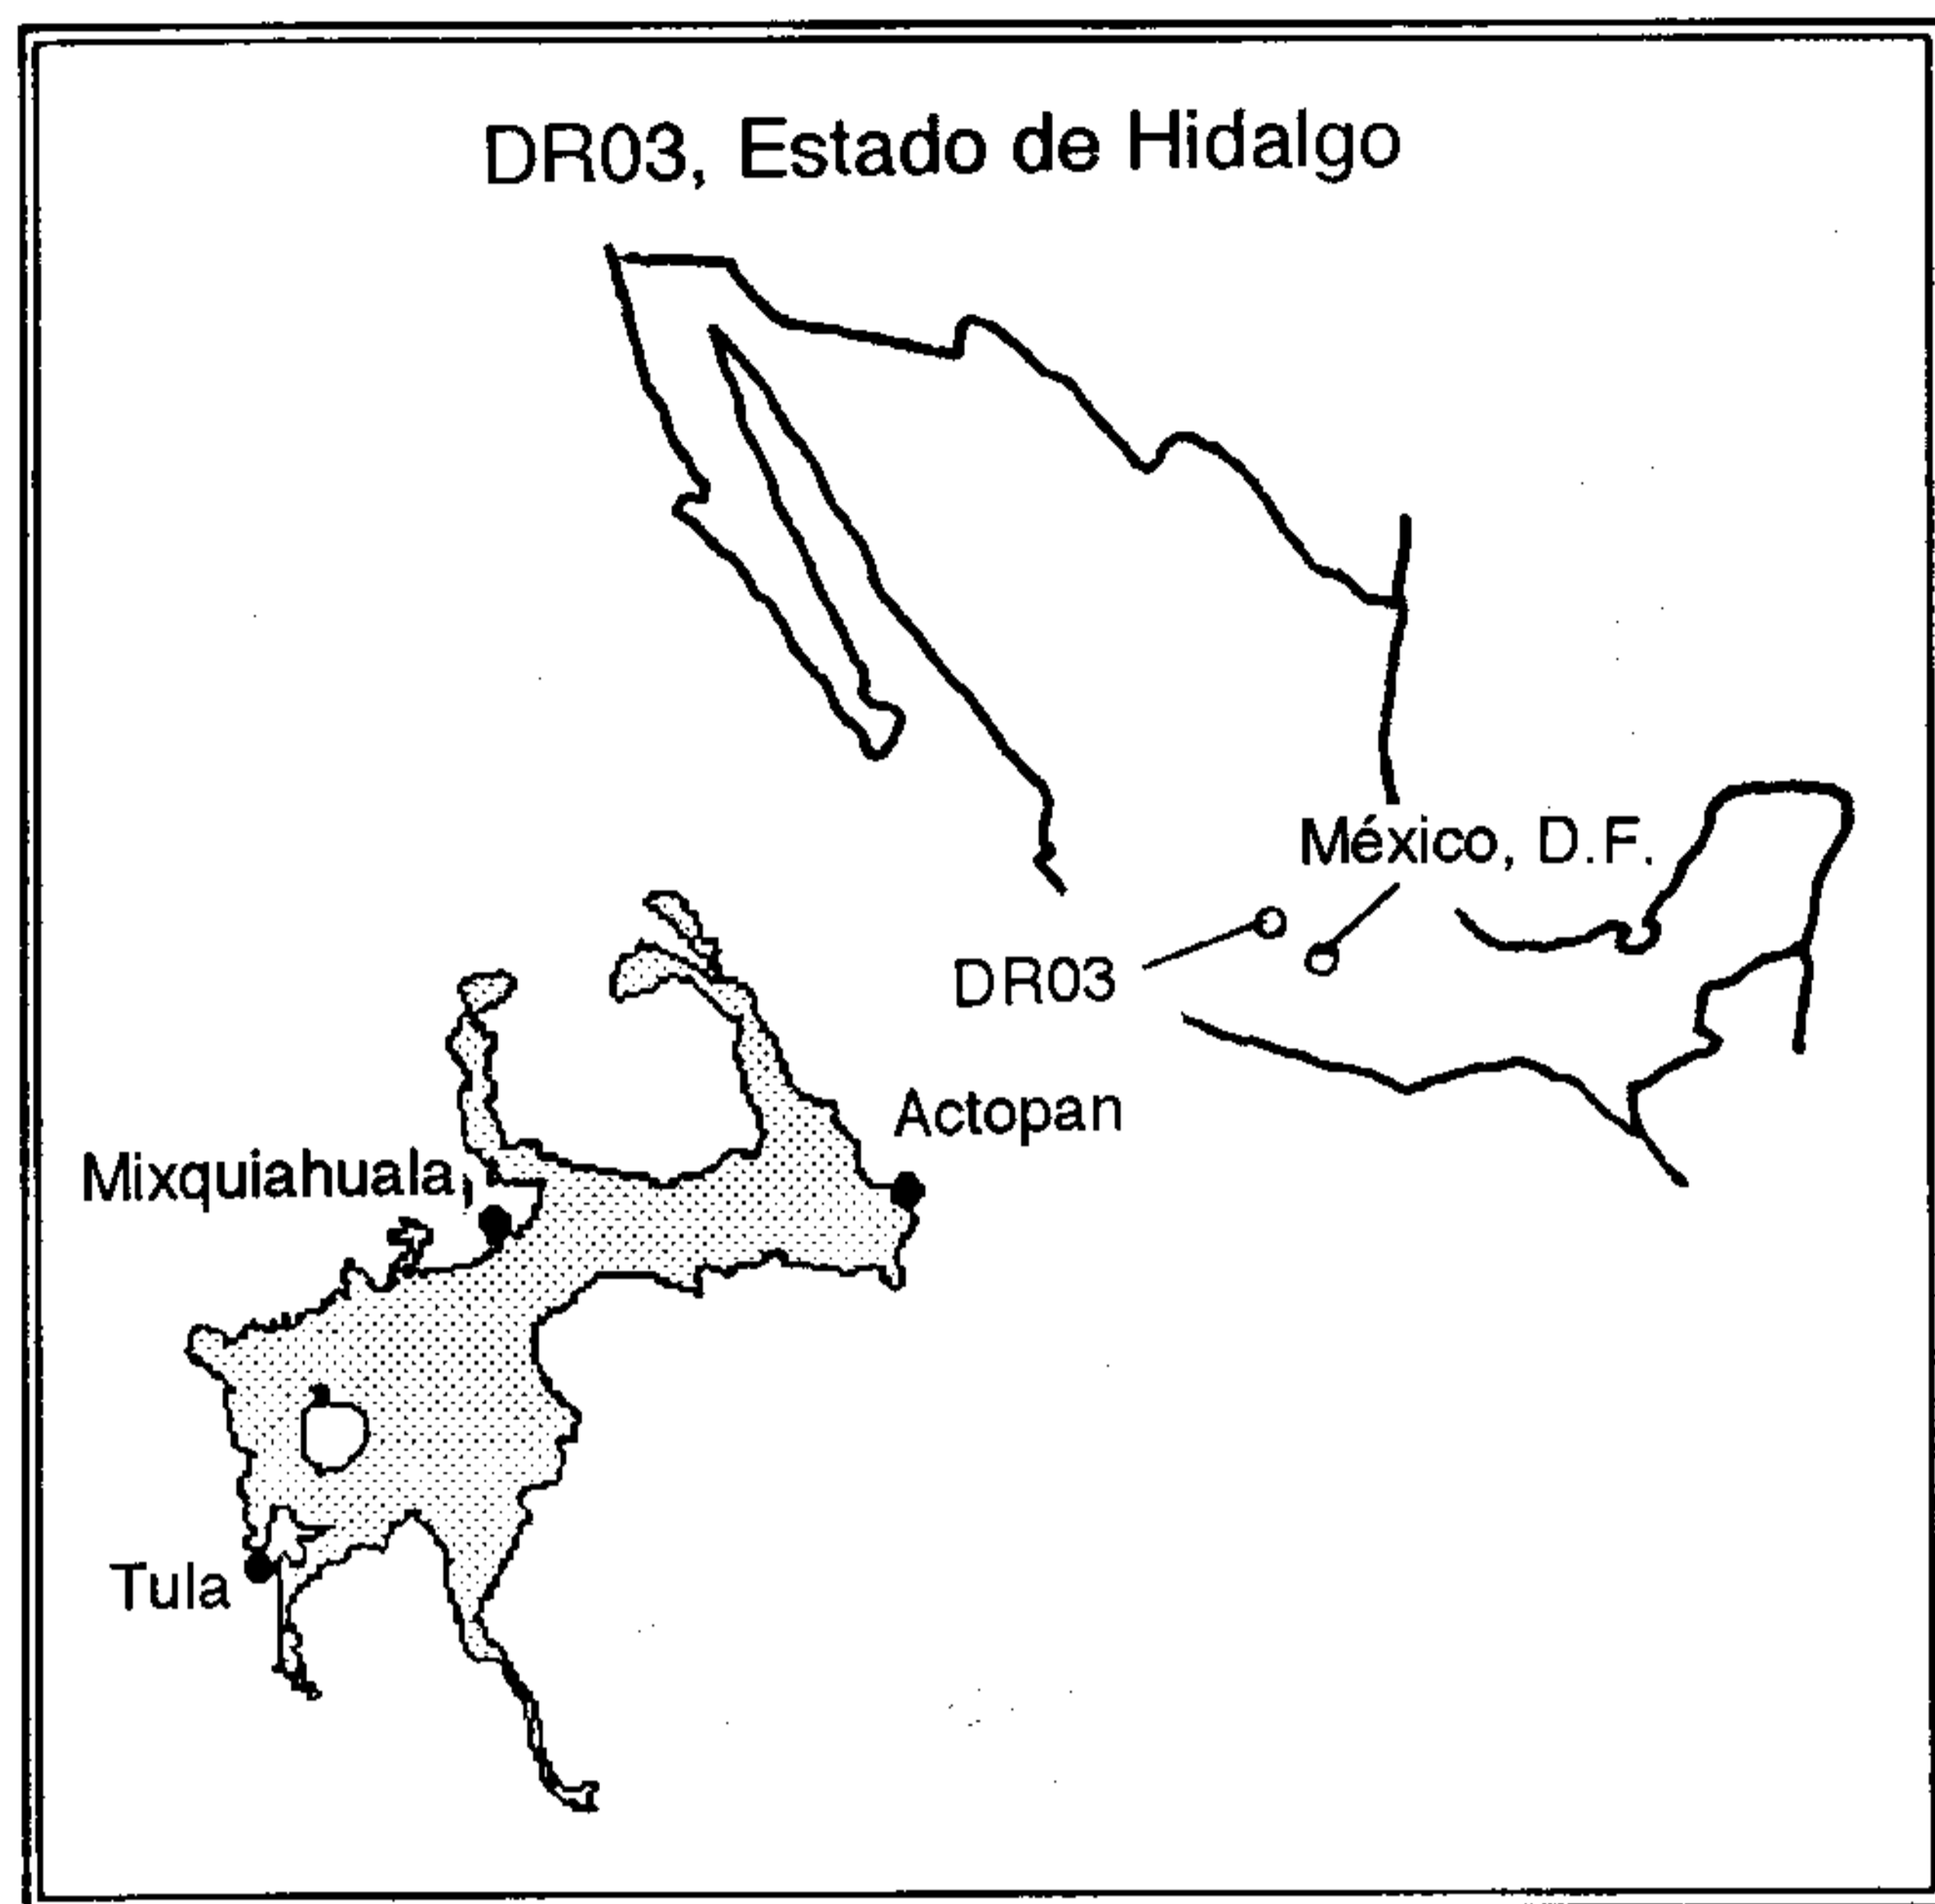 DR03, Estado de Hidalgo
México, D.F.
DR03
Actopan
Mixquiahuala
Tula